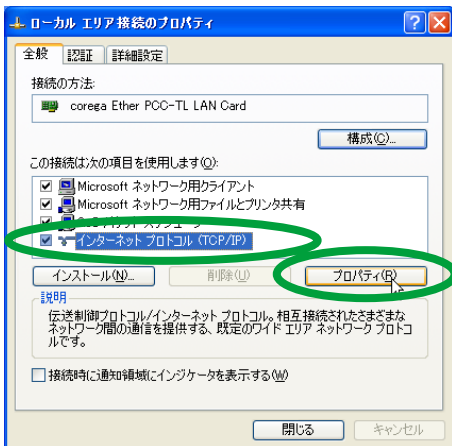 ローカル エリア接続のプロパティ
全般 認証 詳細設定
接続の方法:
corega Ether PCC-TL LAN Card
構成(C)...
この接続は次の項目を使用します(O):
Microsoft ネットワーク用クライアント
Microsoft ネットワーク用ファイルとプリンタ共有
インターネット プロトコル (TCP/IP)
インストール(N)... 削除(U) プロパティ(R)
説明
伝送制御プロトコル/インターネット プロトコル。相互接続されたさまざまな
ネットワーク間の通信を提供する、既定のワイド エリア ネットワーク プロトコ
ルです。
接続時に通知領域にインジケータを表示する(W)
閉じる キャンセル